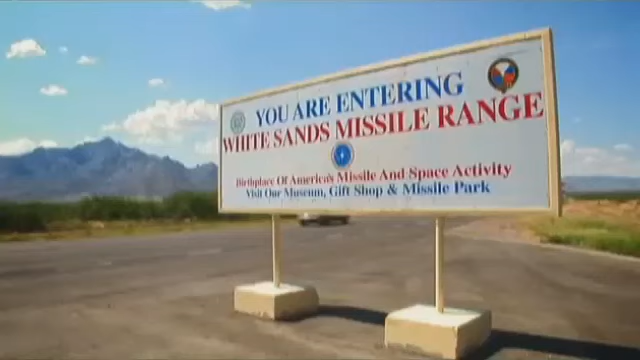 YOU ARE ENTERING
WHITE SANDS MISSILE RANGE
Birthplace Of America's Missile And Space Activity
Visit Our Museum, Gift Shop & Missile Park